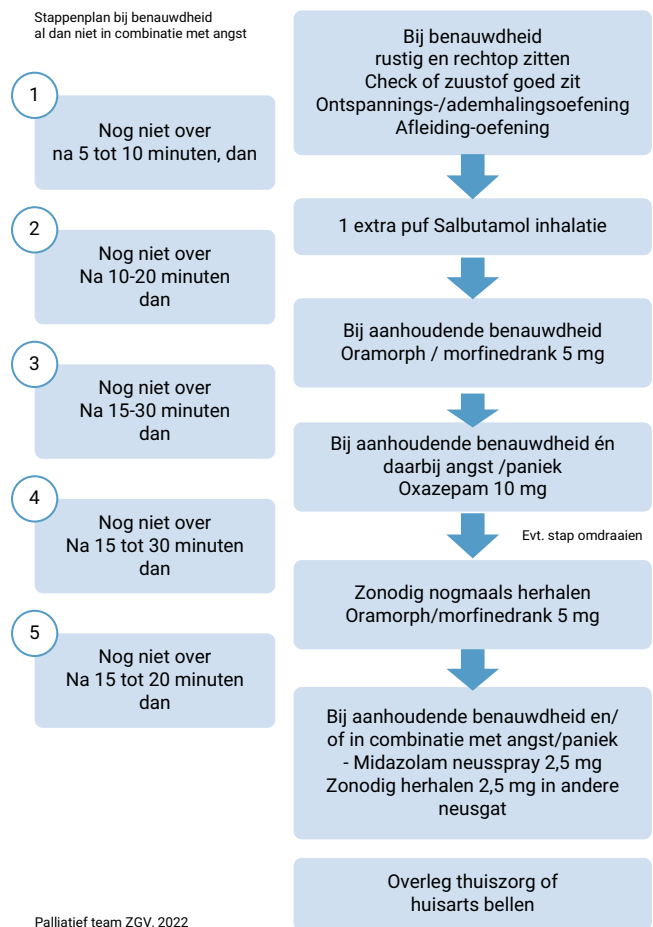 Stappenplan bij benauwdheid
al dan niet in combinatie met angst
Bij benauwdheid
rustig en rechtop zitten
Check of zuustof goed zit
Ontspannings-/ademhalingsoefening
Afleiding-oefening
1
Nog niet over
na 5 tot 10 minuten, dan
1 extra puf Salbutamol inhalatie
2
Nog niet over
Na 10-20 minuten
dan
Bij aanhoudende benauwdheid
Oramorph / morfinedrank 5 mg
3
Nog niet over
Na 15-30 minuten
dan
Bij aanhoudende benauwdheid én
daarbij angst /paniek
Oxazepam 10 mg
Evt. stap omdraaien
4
Nog niet over
Na 15 tot 30 minuten
dan
Zonodig nogmaals herhalen
Oramorph/morfinedrank 5 mg
5
Nog niet over
Na 15 tot 20 minuten
dan
Bij aanhoudende benauwdheid en/
of in combinatie met angst/paniek
- Midazolam neusspray 2,5 mg
Zonodig herhalen 2,5 mg in andere
neusgat
Overleg thuiszorg of
huisarts bellen
Palliatief team ZGV, 2022